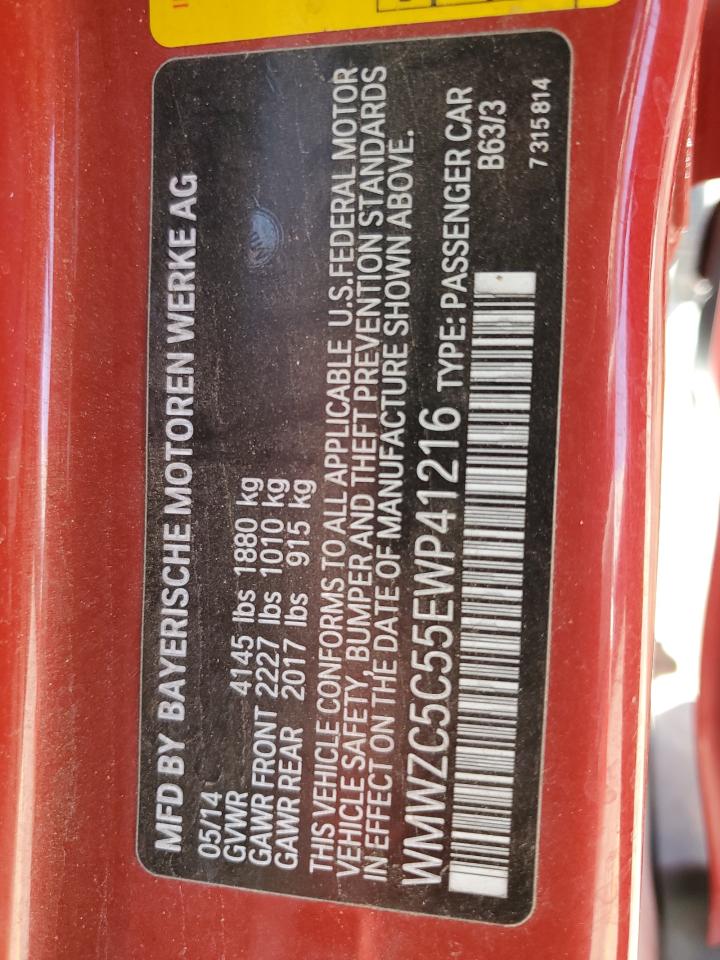 MFD BY BAYERISCHE MOTOREN WERKE AG
05/14
GVWR 4145 lbs 1880 kg
GAWR FRONT 2227 lbs 1010 kg
GAWR REAR 2017 lbs 915 kg
THIS VEHICLE CONFORMS TO ALL APPLICABLE U.S.FEDERAL MOTOR
VEHICLE SAFETY, BUMPER AND THEFT PREVENTION STANDARDS
IN EFFECT ON THE DATE OF MANUFACTURE SHOWN ABOVE.
WMWZC5C55EWP41216 TYPE: PASSENGER CAR
B63/3
7 315 814